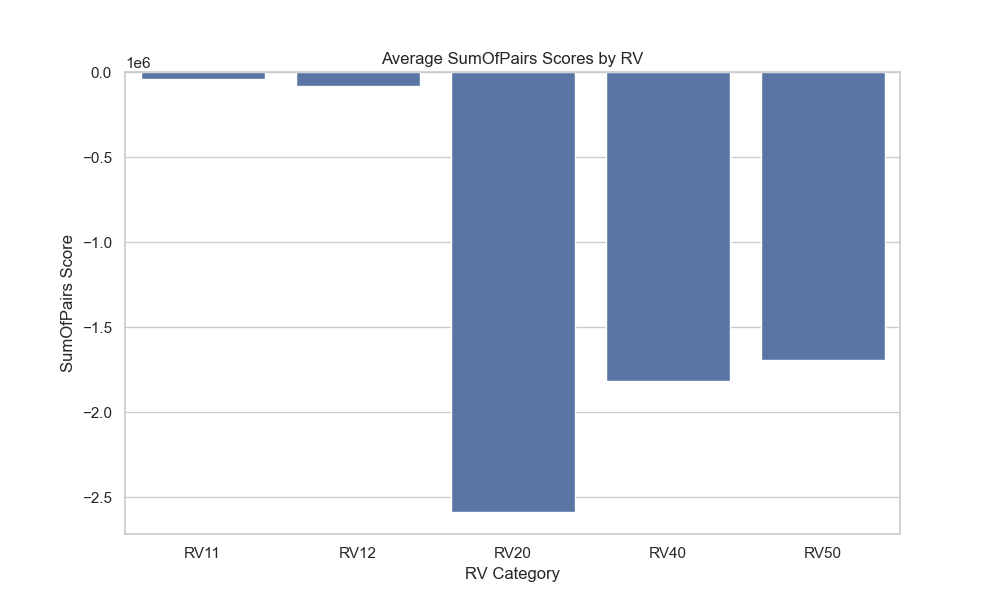 Average SumOfPairs Scores by RV
1e6
0.0
−0.5
−1.0
−1.5
−2.0
−2.5
SumOfPairs Score
RV11 RV12 RV20 RV40 RV50
RV Category